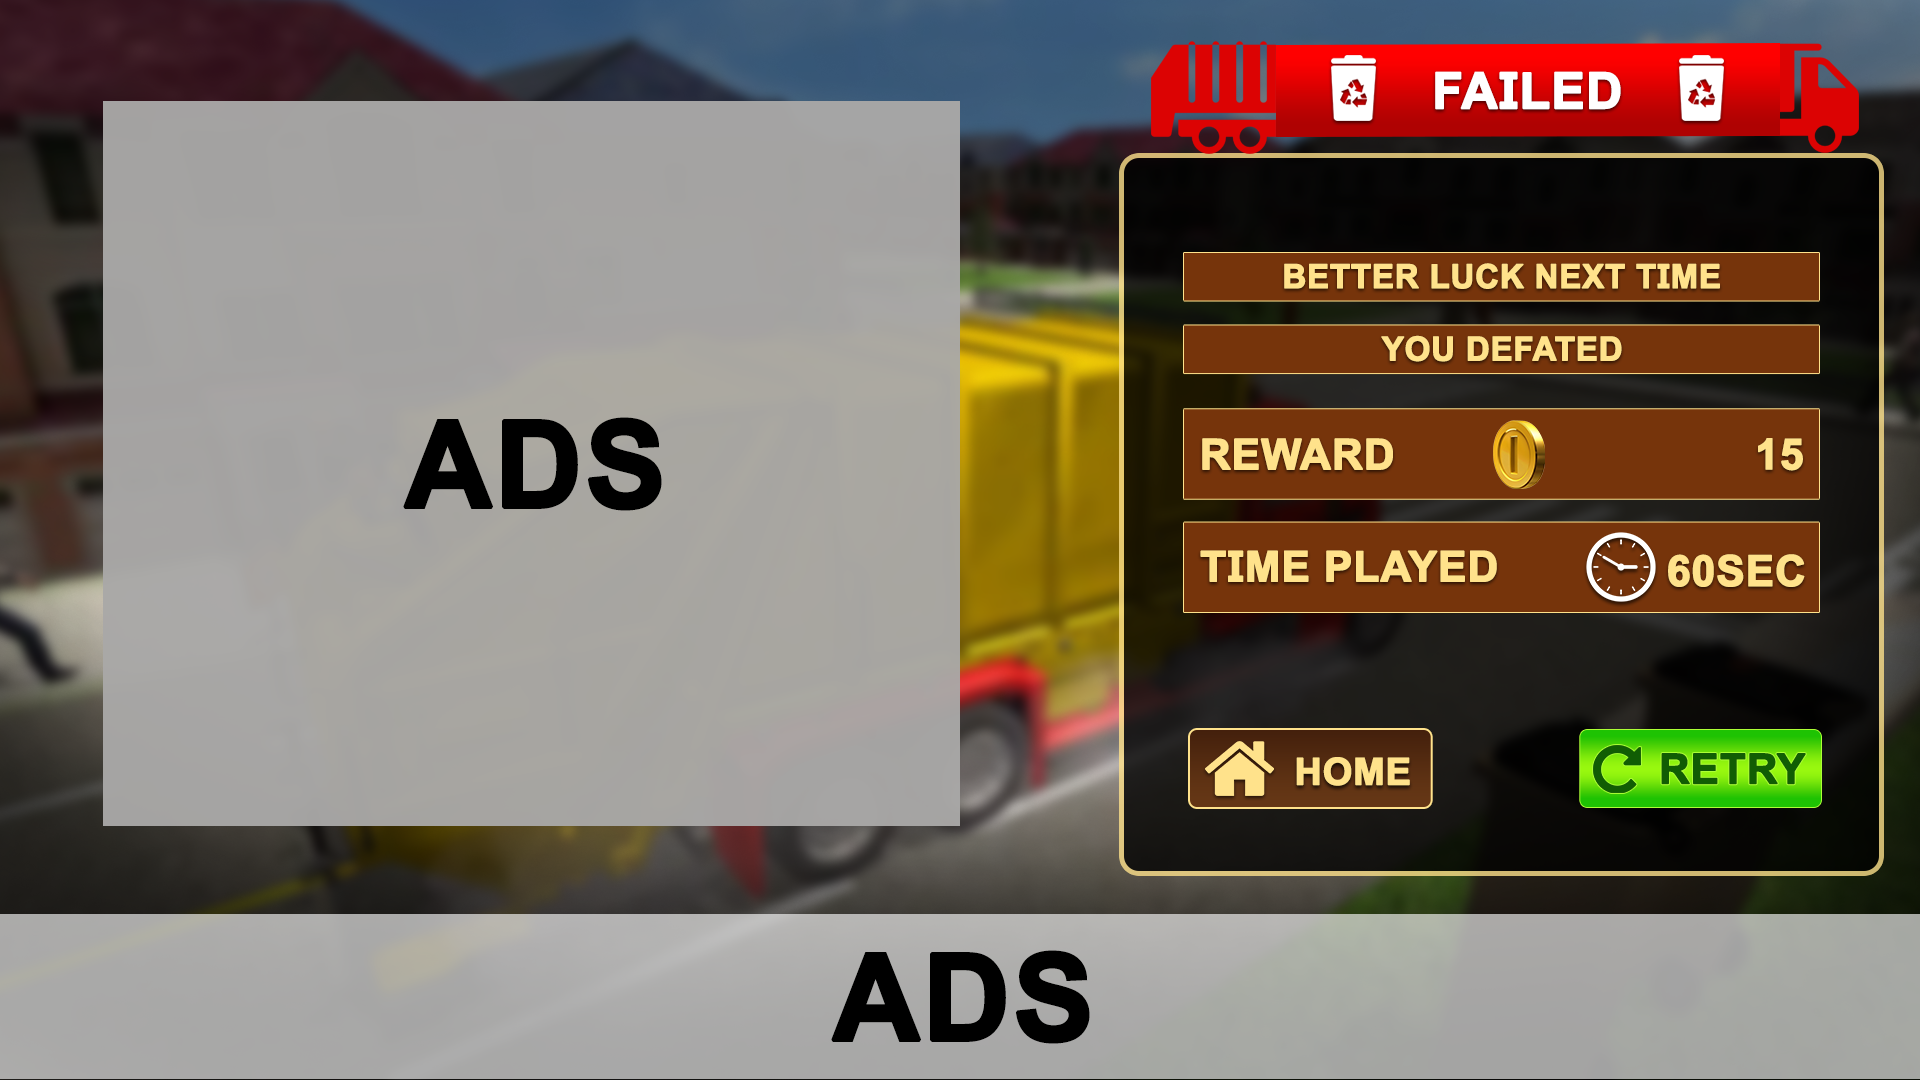 FAILED
BETTER LUCK NEXT TIME
YOU DEFATED
REWARD 15
TIME PLAYED 60SEC
HOME
RETRY
ADS
ADS